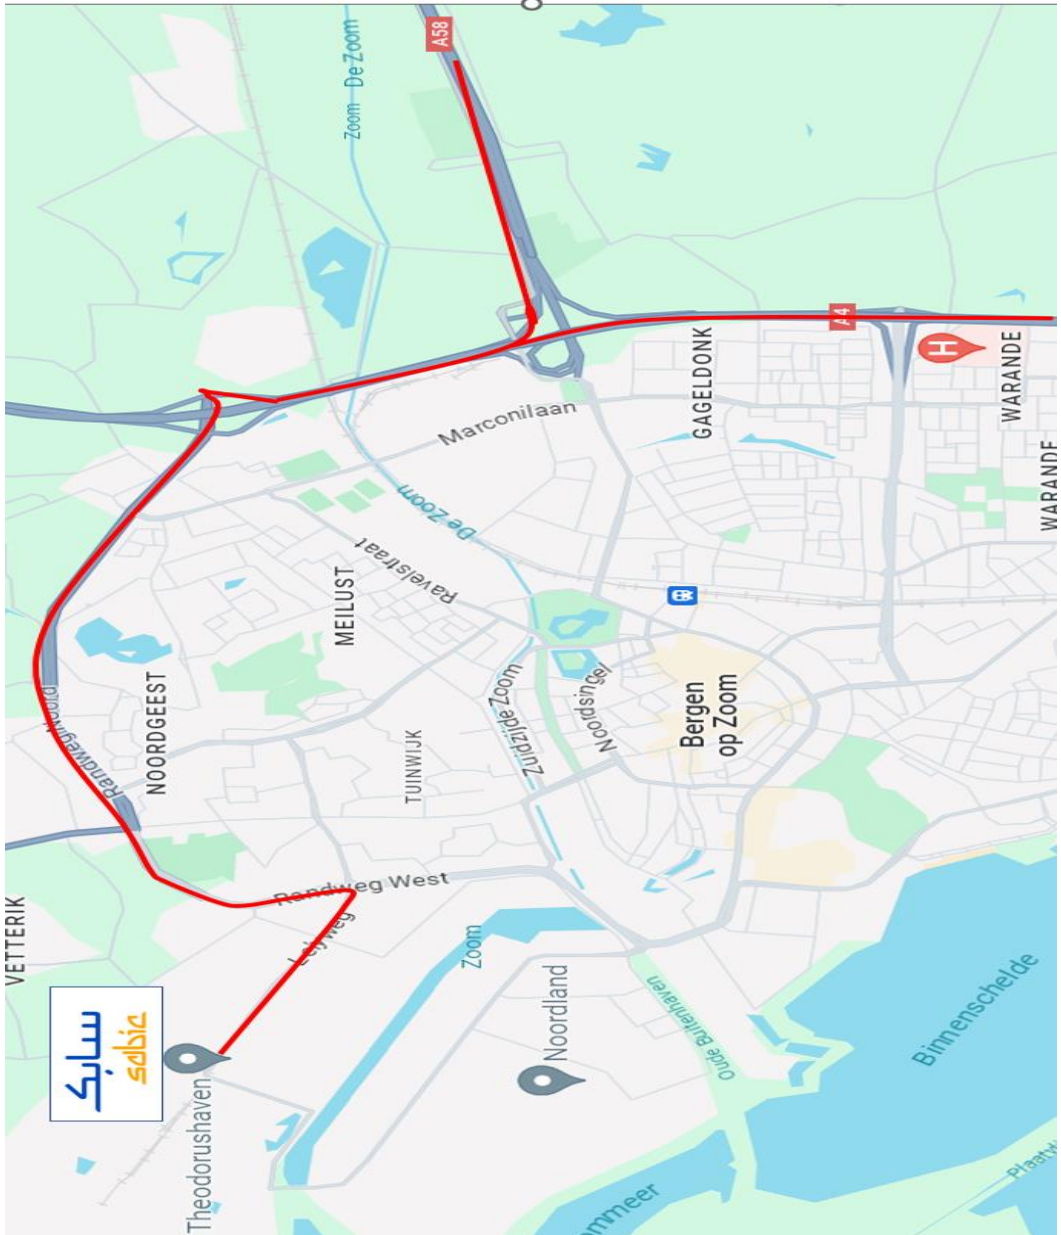 A58
Zoom De Zoom
A4
H
WARANDE
WARANDE
GAGELDONK
Marconilaan
De Zoom
Ravelstraat
MEILUST
NOORDGEEST
Randweg Noord
TUINWIJK
Zuidzijde Zoom
Noordsingel
Bergen
op Zoom
Randweg West
Lelyweg
VETTERIK
Zoom
Noordland
Oude Buitenhaven
Binnenschelde
سابك
sabic
Theodorushaven